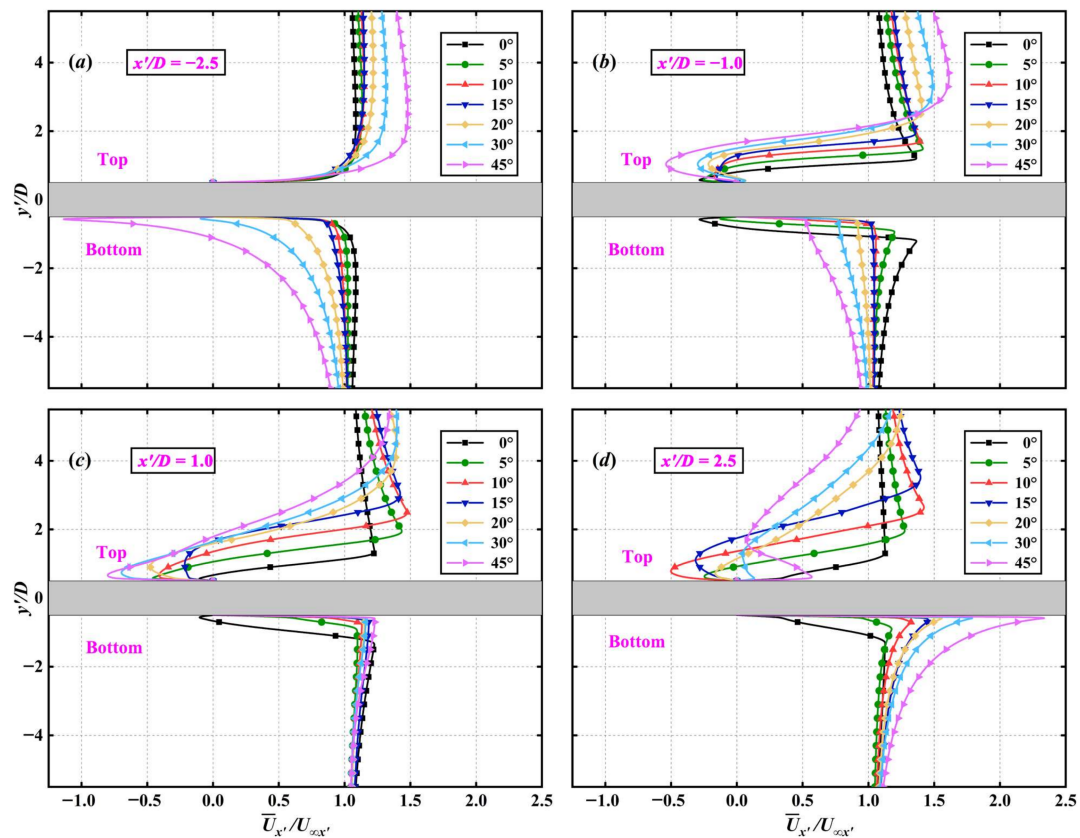 (a)
x′/D = −2.5
0°
5°
10°
15°
20°
30°
45°
Top
Bottom
4
2
0
−2
−4
y′/D
(b)
x′/D = −1.0
0°
5°
10°
15°
20°
30°
45°
Top
Bottom
(c)
x′/D = 1.0
0°
5°
10°
15°
20°
30°
45°
Top
Bottom
4
2
0
−2
−4
y′/D
−1.0
−0.5
0.0
0.5
1.0
1.5
2.0
2.5
U̅x′/U∞x′
(d)
x′/D = 2.5
0°
5°
10°
15°
20°
30°
45°
Top
Bottom
−1.0
−0.5
0.0
0.5
1.0
1.5
2.0
2.5
U̅x′/U∞x′